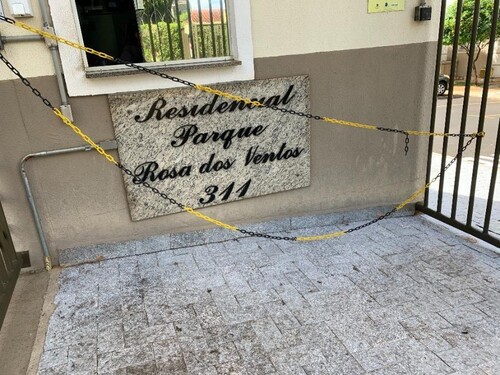 Residencial
Parque
Rosa dos Ventos
311